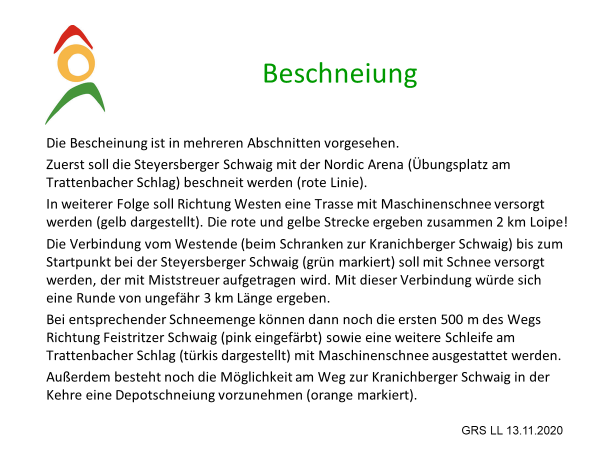 Beschneiung
Die Bescheinung ist in mehreren Abschnitten vorgesehen.
Zuerst soll die Steyersberger Schwaig mit der Nordic Arena (Übungsplatz am
Trattenbacher Schlag) beschneit werden (rote Linie).
In weiterer Folge soll Richtung Westen eine Trasse mit Maschinenschnee versorgt
werden (gelb dargestellt). Die rote und gelbe Strecke ergeben zusammen 2 km Loipe!
Die Verbindung vom Westende (beim Schranken zur Kranichberger Schwaig) bis zum
Startpunkt bei der Steyersberger Schwaig (grün markiert) soll mit Schnee versorgt
werden, der mit Miststreuer aufgetragen wird. Mit dieser Verbindung würde sich
eine Runde von ungefähr 3 km Länge ergeben.
Bei entsprechender Schneemenge können dann noch die ersten 500 m des Wegs
Richtung Feistritzer Schwaig (pink eingefärbt) sowie eine weitere Schleife am
Trattenbacher Schlag (türkis dargestellt) mit Maschinenschnee ausgestattet werden.
Außerdem besteht noch die Möglichkeit am Weg zur Kranichberger Schwaig in der
Kehre eine Depotschneiung vorzunehmen (orange markiert).
GRS LL 13.11.2020